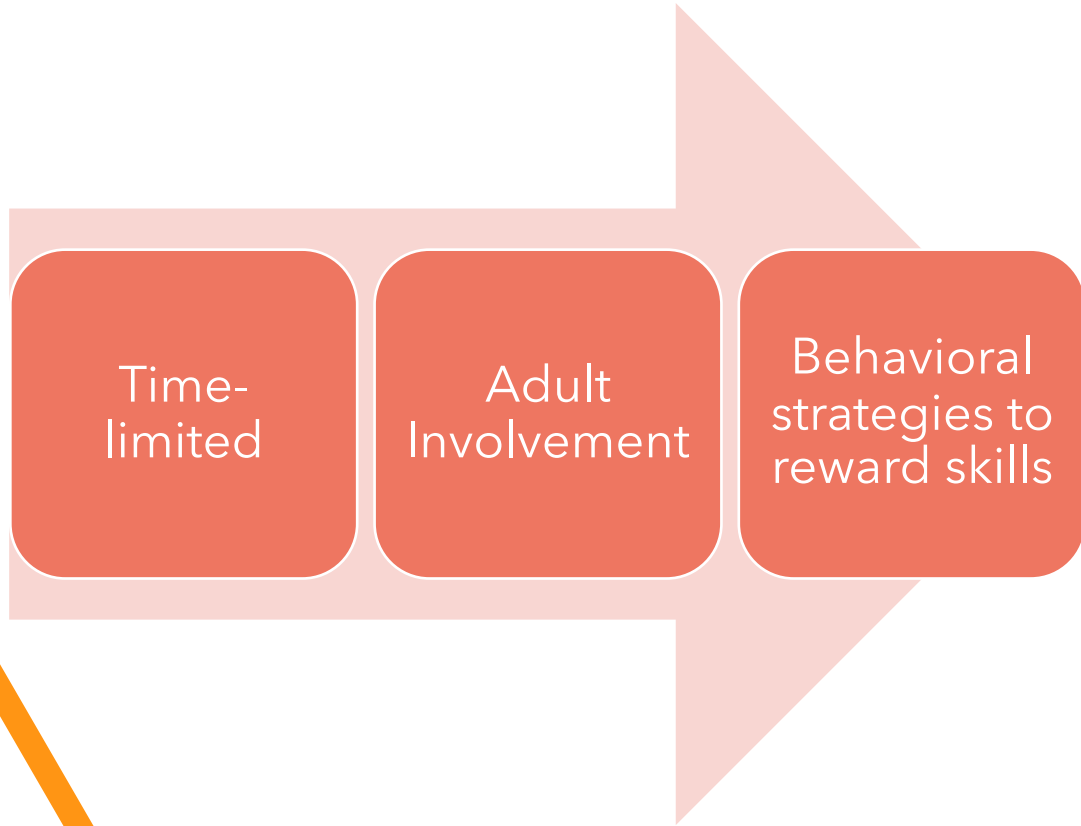 Time-
limited
Adult
Involvement
Behavioral
strategies to
reward skills